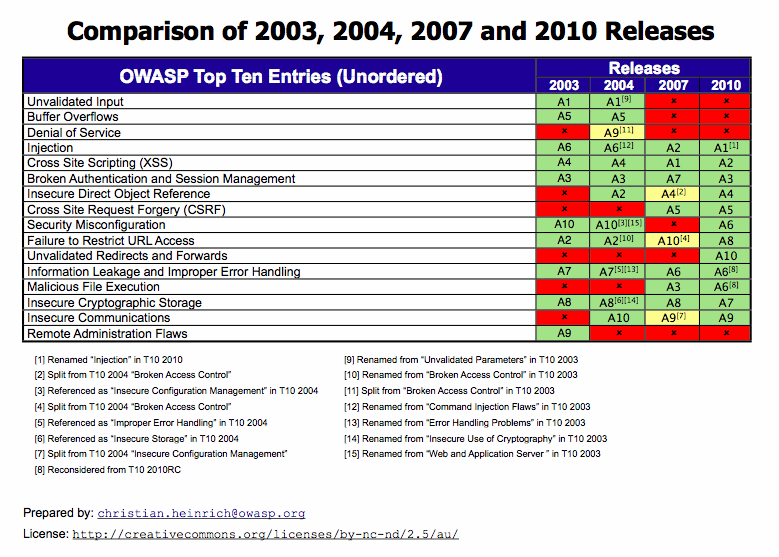 Comparison of 2003, 2004, 2007 and 2010 Releases
OWASP Top Ten Entries (Unordered) Releases
2003 2004 2007 2010
Unvalidated Input A1 A1[9] × ×
Buffer Overflows A5 A5 × ×
Denial of Service × A9[11] × ×
Injection A6 A6[12] A2 A1[1]
Cross Site Scripting (XSS) A4 A4 A1 A2
Broken Authentication and Session Management A3 A3 A7 A3
Insecure Direct Object Reference × A2 A4[2] A4
Cross Site Request Forgery (CSRF) × × A5 A5
Security Misconfiguration A10 A10[3][15] × A6
Failure to Restrict URL Access A2 A2[10] A10[4] A8
Unvalidated Redirects and Forwards × × × A10
Information Leakage and Improper Error Handling A7 A7[5][13] A6 A6[8]
Malicious File Execution × × A3 A6[8]
Insecure Cryptographic Storage A8 A8[6][14] A8 A7
Insecure Communications × A10 A9[7] A9
Remote Administration Flaws A9 × × ×
[1] Renamed “Injection” in T10 2010
[2] Split from T10 2004 “Broken Access Control”
[3] Referenced as “Insecure Configuration Management” in T10 2004
[4] Split from T10 2004 “Broken Access Control”
[5] Referenced as “Improper Error Handling” in T10 2004
[6] Referenced as “Insecure Storage” in T10 2004
[7] Split from T10 2004 “Insecure Configuration Management”
[8] Reconsidered from T10 2010RC
[9] Renamed from “Unvalidated Parameters” in T10 2003
[10] Renamed from “Broken Access Control” in T10 2003
[11] Split from “Broken Access Control” in T10 2003
[12] Renamed from “Command Injection Flaws” in T10 2003
[13] Renamed from “Error Handling Problems” in T10 2003
[14] Renamed from “Insecure Use of Cryptography” in T10 2003
[15] Renamed from “Web and Application Server ” in T10 2003
Prepared by: christian.heinrich@owasp.org
License: http://creativecommons.org/licenses/by-nc-nd/2.5/au/